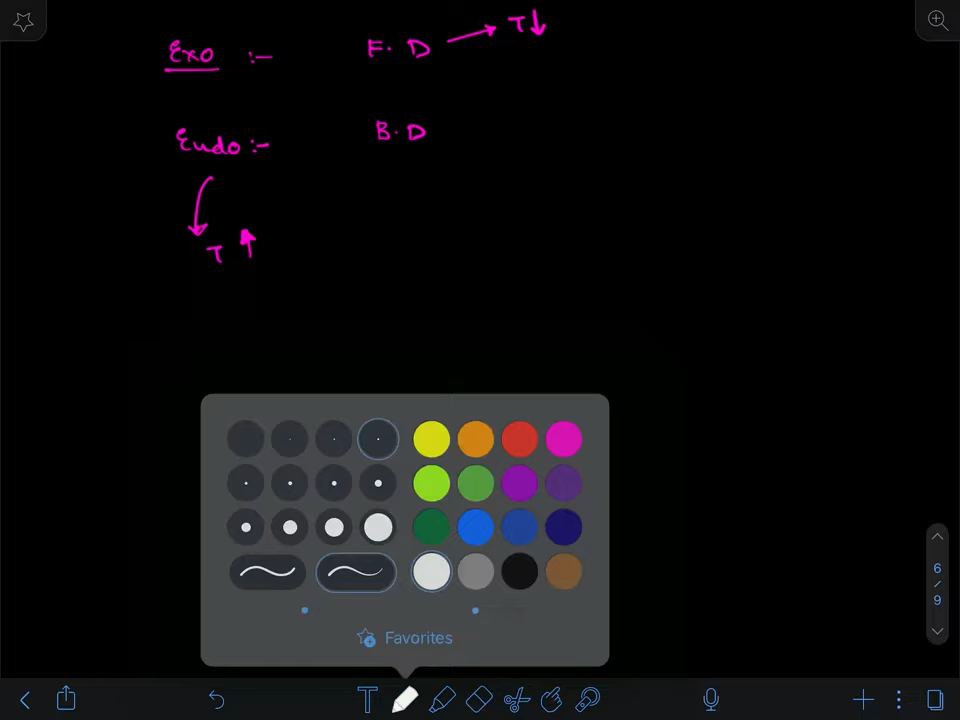 Exo :- F. D → T↓
Endo :- B. D
T ↑
6
/
9
Favorites
T